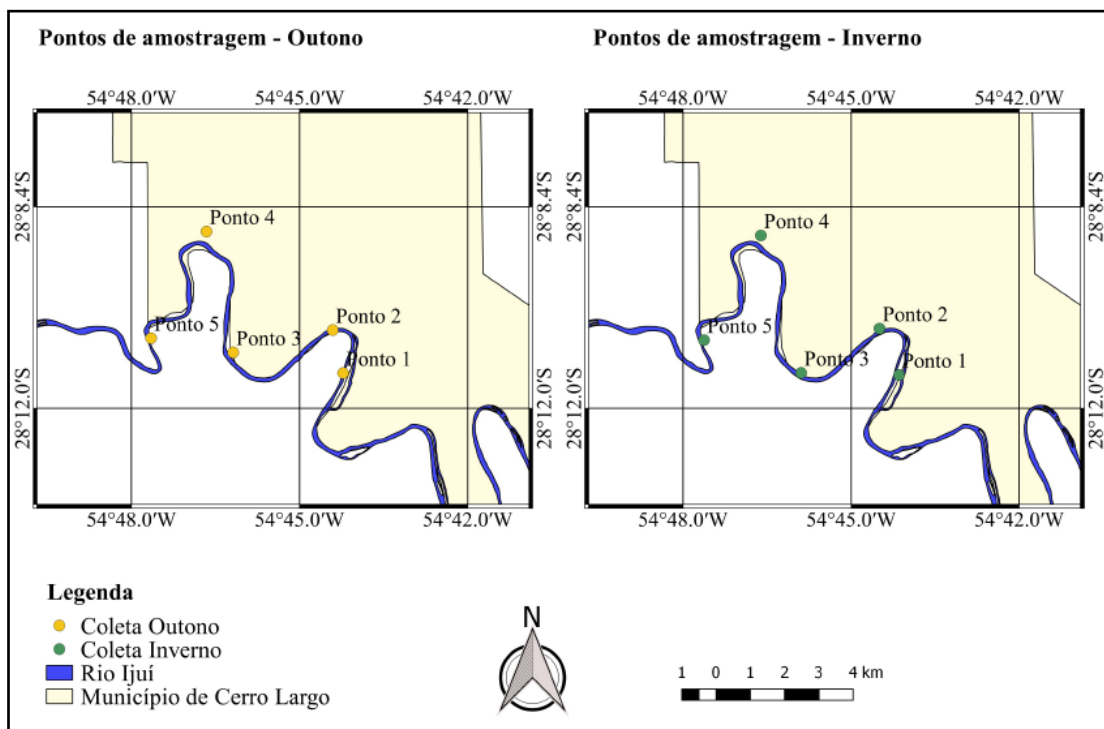 Pontos de amostragem - Outono
54°48.0′W 54°45.0′W 54°42.0′W
28°8.4′S
28°12.0′S
28°8.4′S
28°12.0′S
Ponto 4
Ponto 5
Ponto 3
Ponto 2
Ponto 1
54°48.0′W 54°45.0′W 54°42.0′W
Pontos de amostragem - Inverno
54°48.0′W 54°45.0′W 54°42.0′W
28°8.4′S
28°12.0′S
28°8.4′S
28°12.0′S
Ponto 4
Ponto 5
Ponto 3
Ponto 2
Ponto 1
54°48.0′W 54°45.0′W 54°42.0′W
Legenda
Coleta Outono
Coleta Inverno
Rio Ijuí
Município de Cerro Largo
N
1 0 1 2 3 4 km